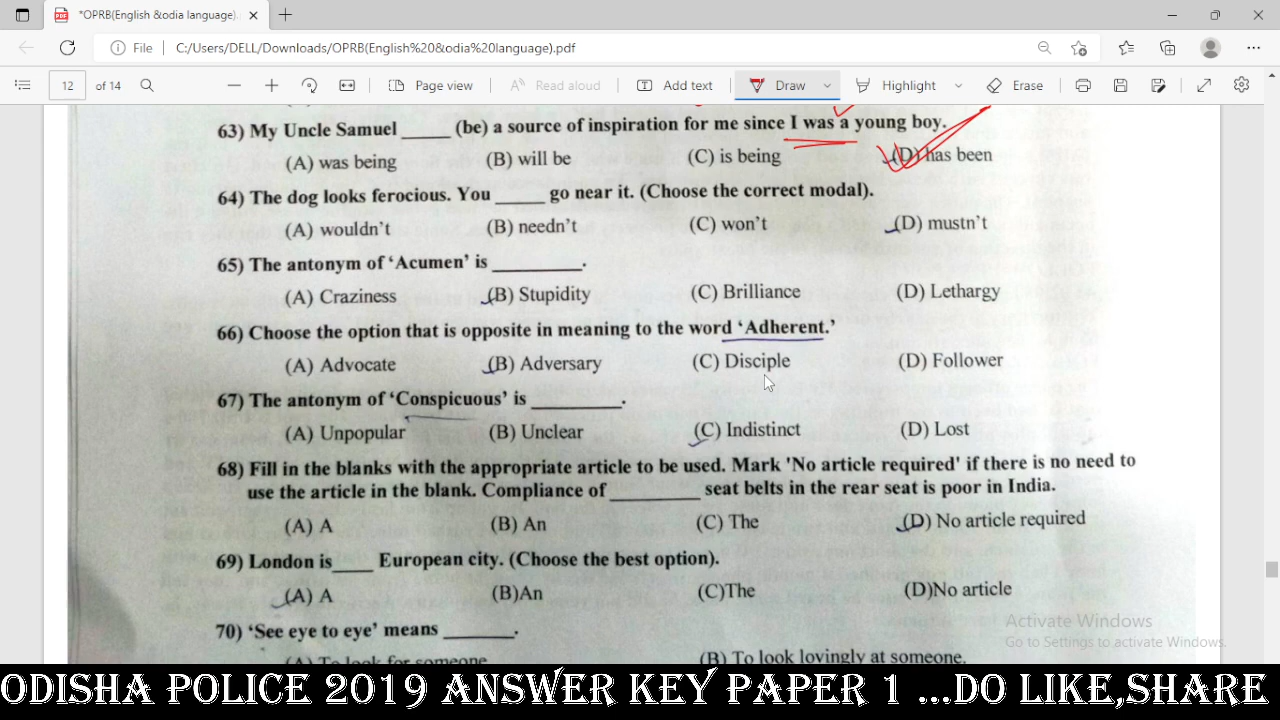 *OPRB(English &odia language).
File C:/Users/DELL/Downloads/OPRB(English%20&odia%20language).pdf
12 of 14 Page view Read aloud Add text Draw Highlight Erase
63) My Uncle Samuel _____ (be) a source of inspiration for me since I was a young boy.
(A) was being (B) will be (C) is being (D) has been
64) The dog looks ferocious. You _____ go near it. (Choose the correct modal).
(A) wouldn't (B) needn't (C) won't (D) mustn't
65) The antonym of ‘Acumen’ is _________.
(A) Craziness (B) Stupidity (C) Brilliance (D) Lethargy
66) Choose the option that is opposite in meaning to the word ‘Adherent.’
(A) Advocate (B) Adversary (C) Disciple (D) Follower
67) The antonym of ‘Conspicuous’ is _________.
(A) Unpopular (B) Unclear (C) Indistinct (D) Lost
68) Fill in the blanks with the appropriate article to be used. Mark 'No article required' if there is no need to
use the article in the blank. Compliance of _________ seat belts in the rear seat is poor in India.
(A) A (B) An (C) The (D) No article required
69) London is____ European city. (Choose the best option).
(A) A (B)An (C)The (D)No article
70) ‘See eye to eye’ means _______.
(A) To look for someone (B) To look lovingly at someone.
Activate Windows
Go to Settings to activate Windows.
ODISHA POLICE 2019 ANSWER KEY PAPER 1 ...DO LIKE,SHARE